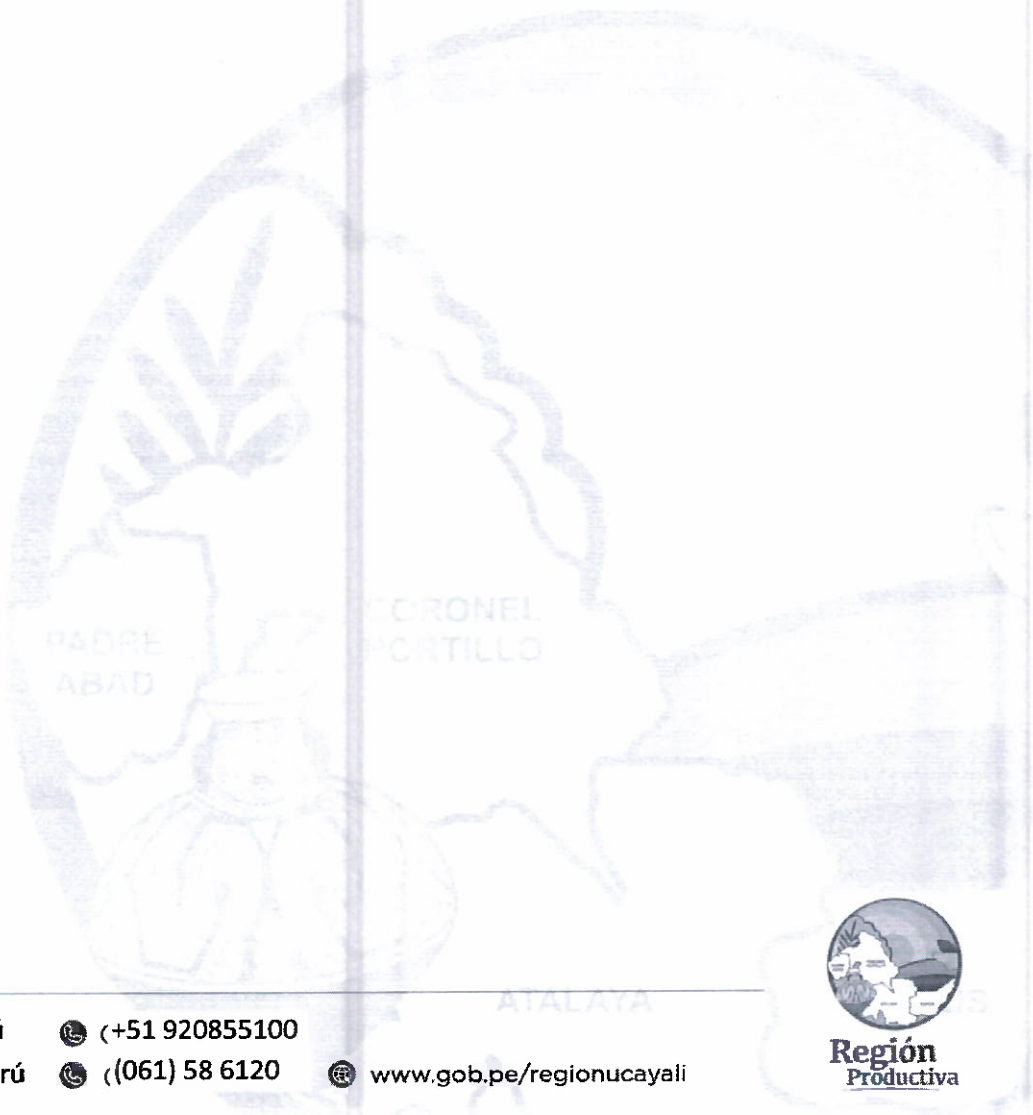 CORONEL
PORTILLO
PADRE
ABAD
ATALAYA
(+51 920855100
rú ((061) 58 6120 www.gob.pe/regionucayali
Región
Productiva